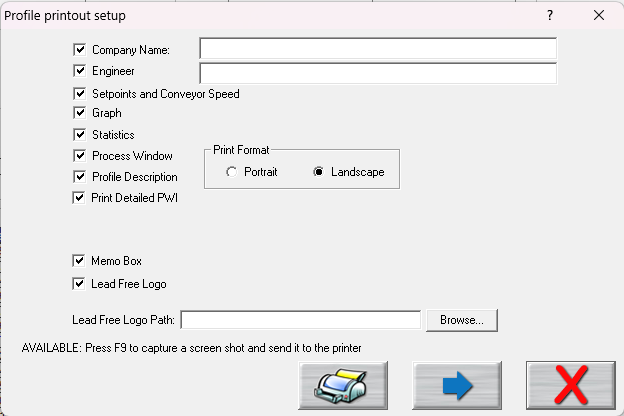 Profile printout setup
?
Company Name:
Engineer
Setpoints and Conveyor Speed
Graph
Statistics
Process Window
Print Format
Portrait
Landscape
Profile Description
Print Detailed PWI
Memo Box
Lead Free Logo
Lead Free Logo Path:
Browse...
AVAILABLE: Press F9 to capture a screen shot and send it to the printer